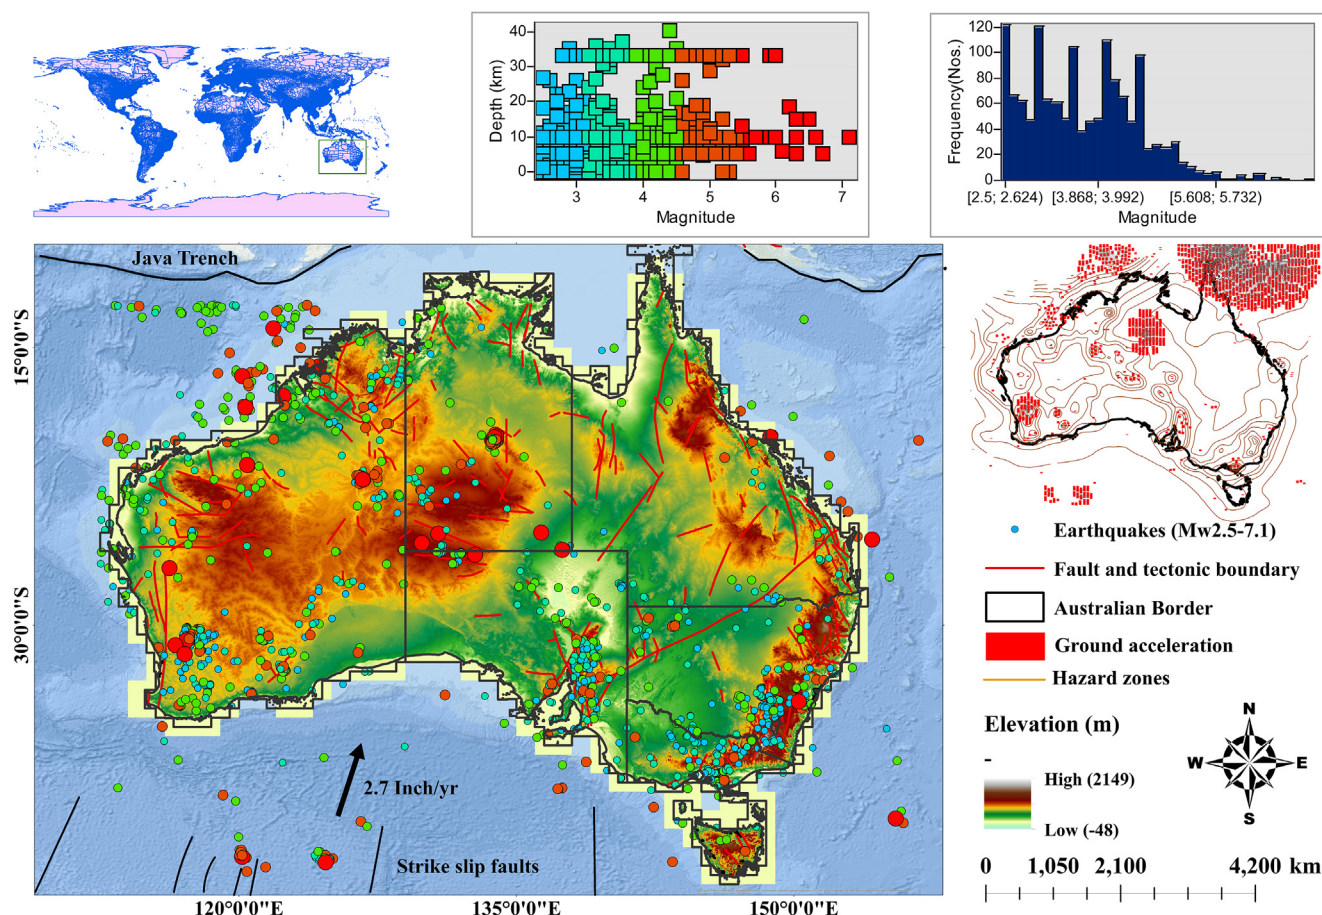 Depth (km)
40
30
20
10
0
3
4
5
6
7
Magnitude
Frequency(Nos.)
120
100
80
60
40
20
0
[2.5; 2.624)
[3.868; 3.992)
[5.608; 5.732)
Magnitude
Java Trench
15°0'0"S
30°0'0"S
2.7 Inch/yr
Strike slip faults
120°0'0"E
135°0'0"E
150°0'0"E
Earthquakes (Mw2.5-7.1)
Fault and tectonic boundary
Australian Border
Ground acceleration
Hazard zones
Elevation (m)
High (2149)
Low (-48)
N
W E
S
0 1,050 2,100 4,200 km